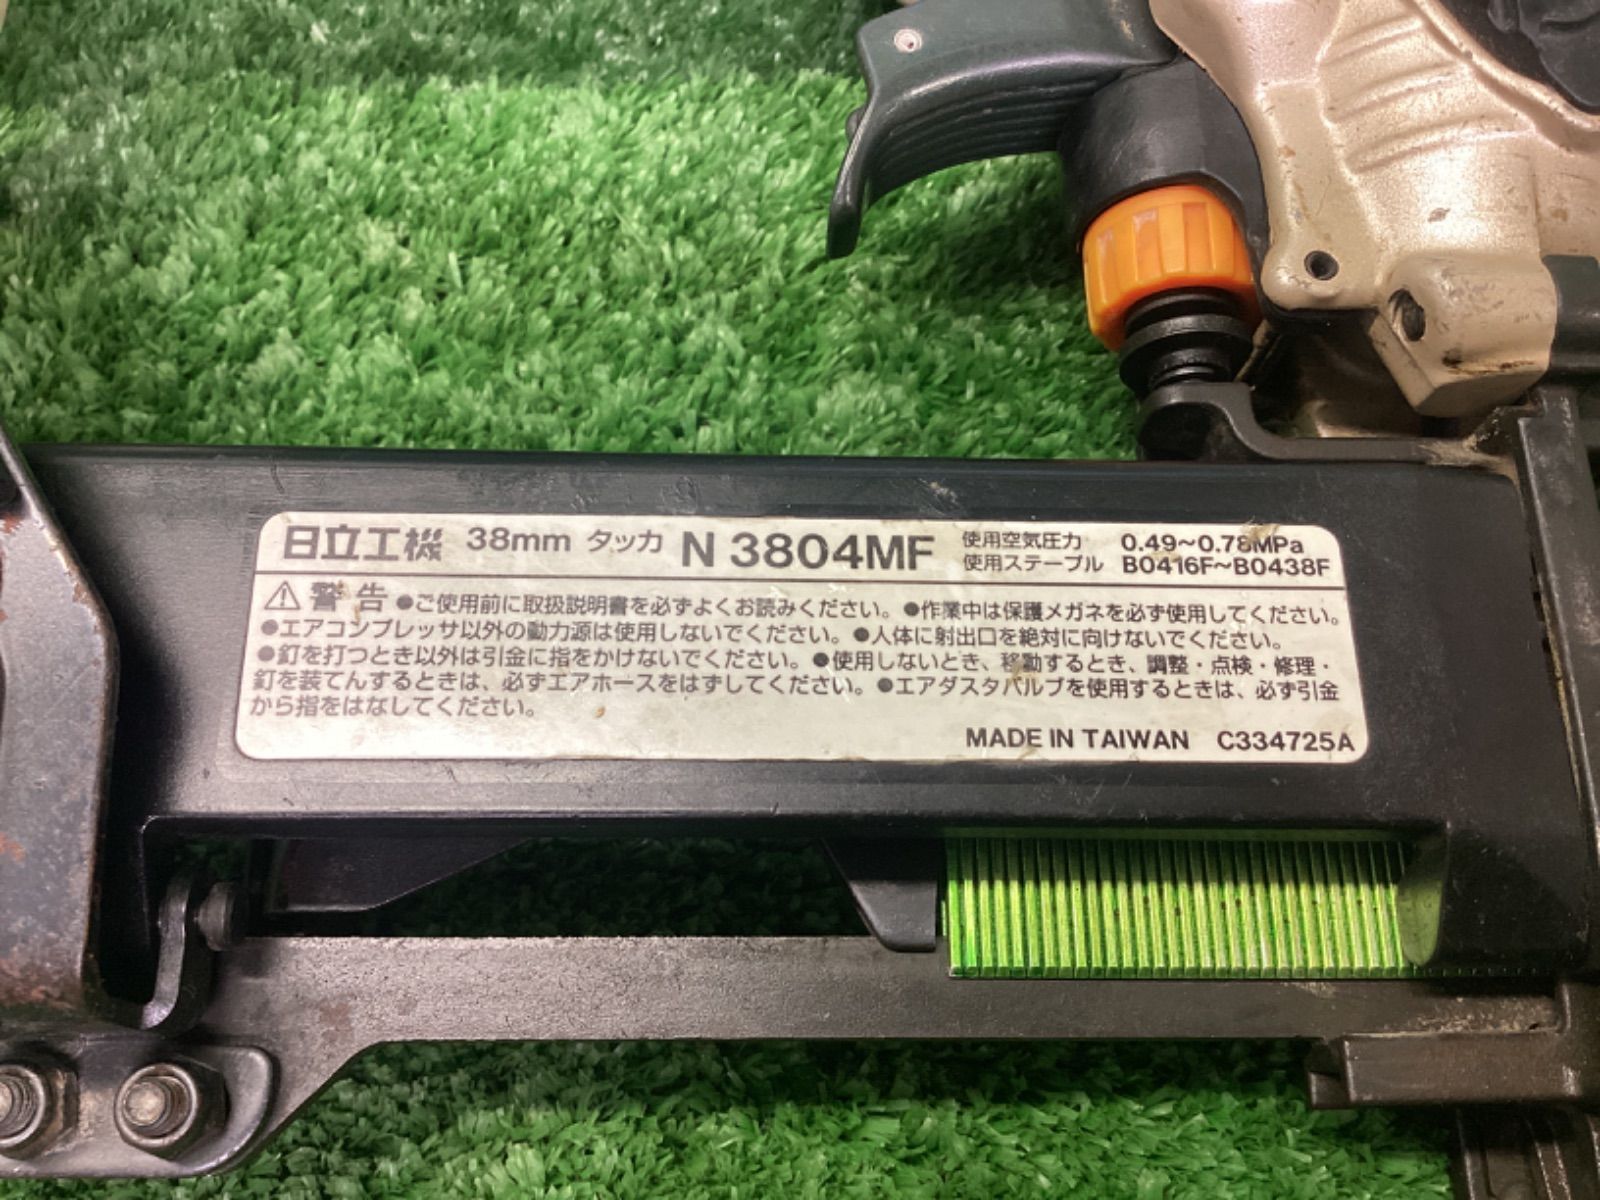 日立工機 38mm タッカ N 3804MF 使用空気圧力 0.49~0.78MPa
使用ステープル B0416F~B0438F
⚠警告 ●ご使用前に取扱説明書を必ずよくお読みください。●作業中は保護メガネを必ず使用してください。
●エアコンプレッサ以外の動力源は使用しないでください。●人体に射出口を絶対に向けないでください。
●釘を打つとき以外は引金に指をかけないでください。●使用しないとき、移動するとき、調整・点検・修理・
釘を装てんするときは、必ずエアホースをはずしてください。●エアダスタバルブを使用するときは、必ず引金
から指をはなしてください。
MADE IN TAIWAN C334725A